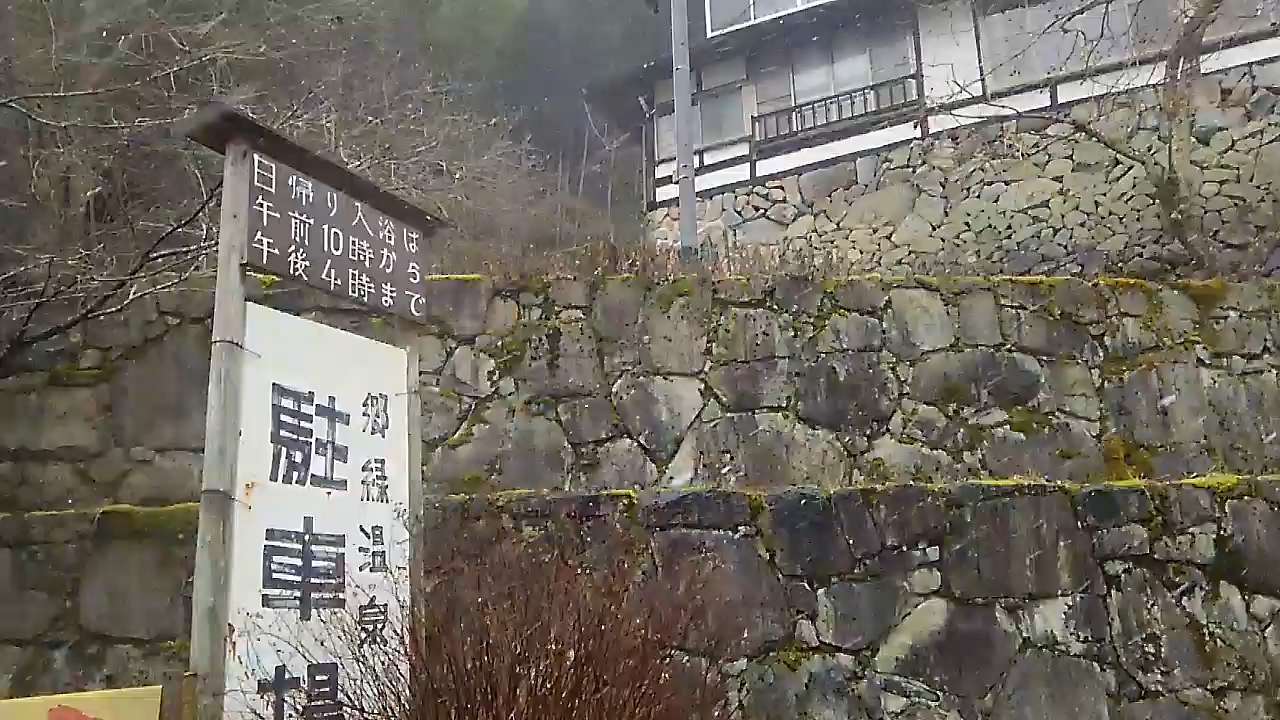 日帰り入浴は
午前10時から
午後4時まで
郷緑温泉
駐車場